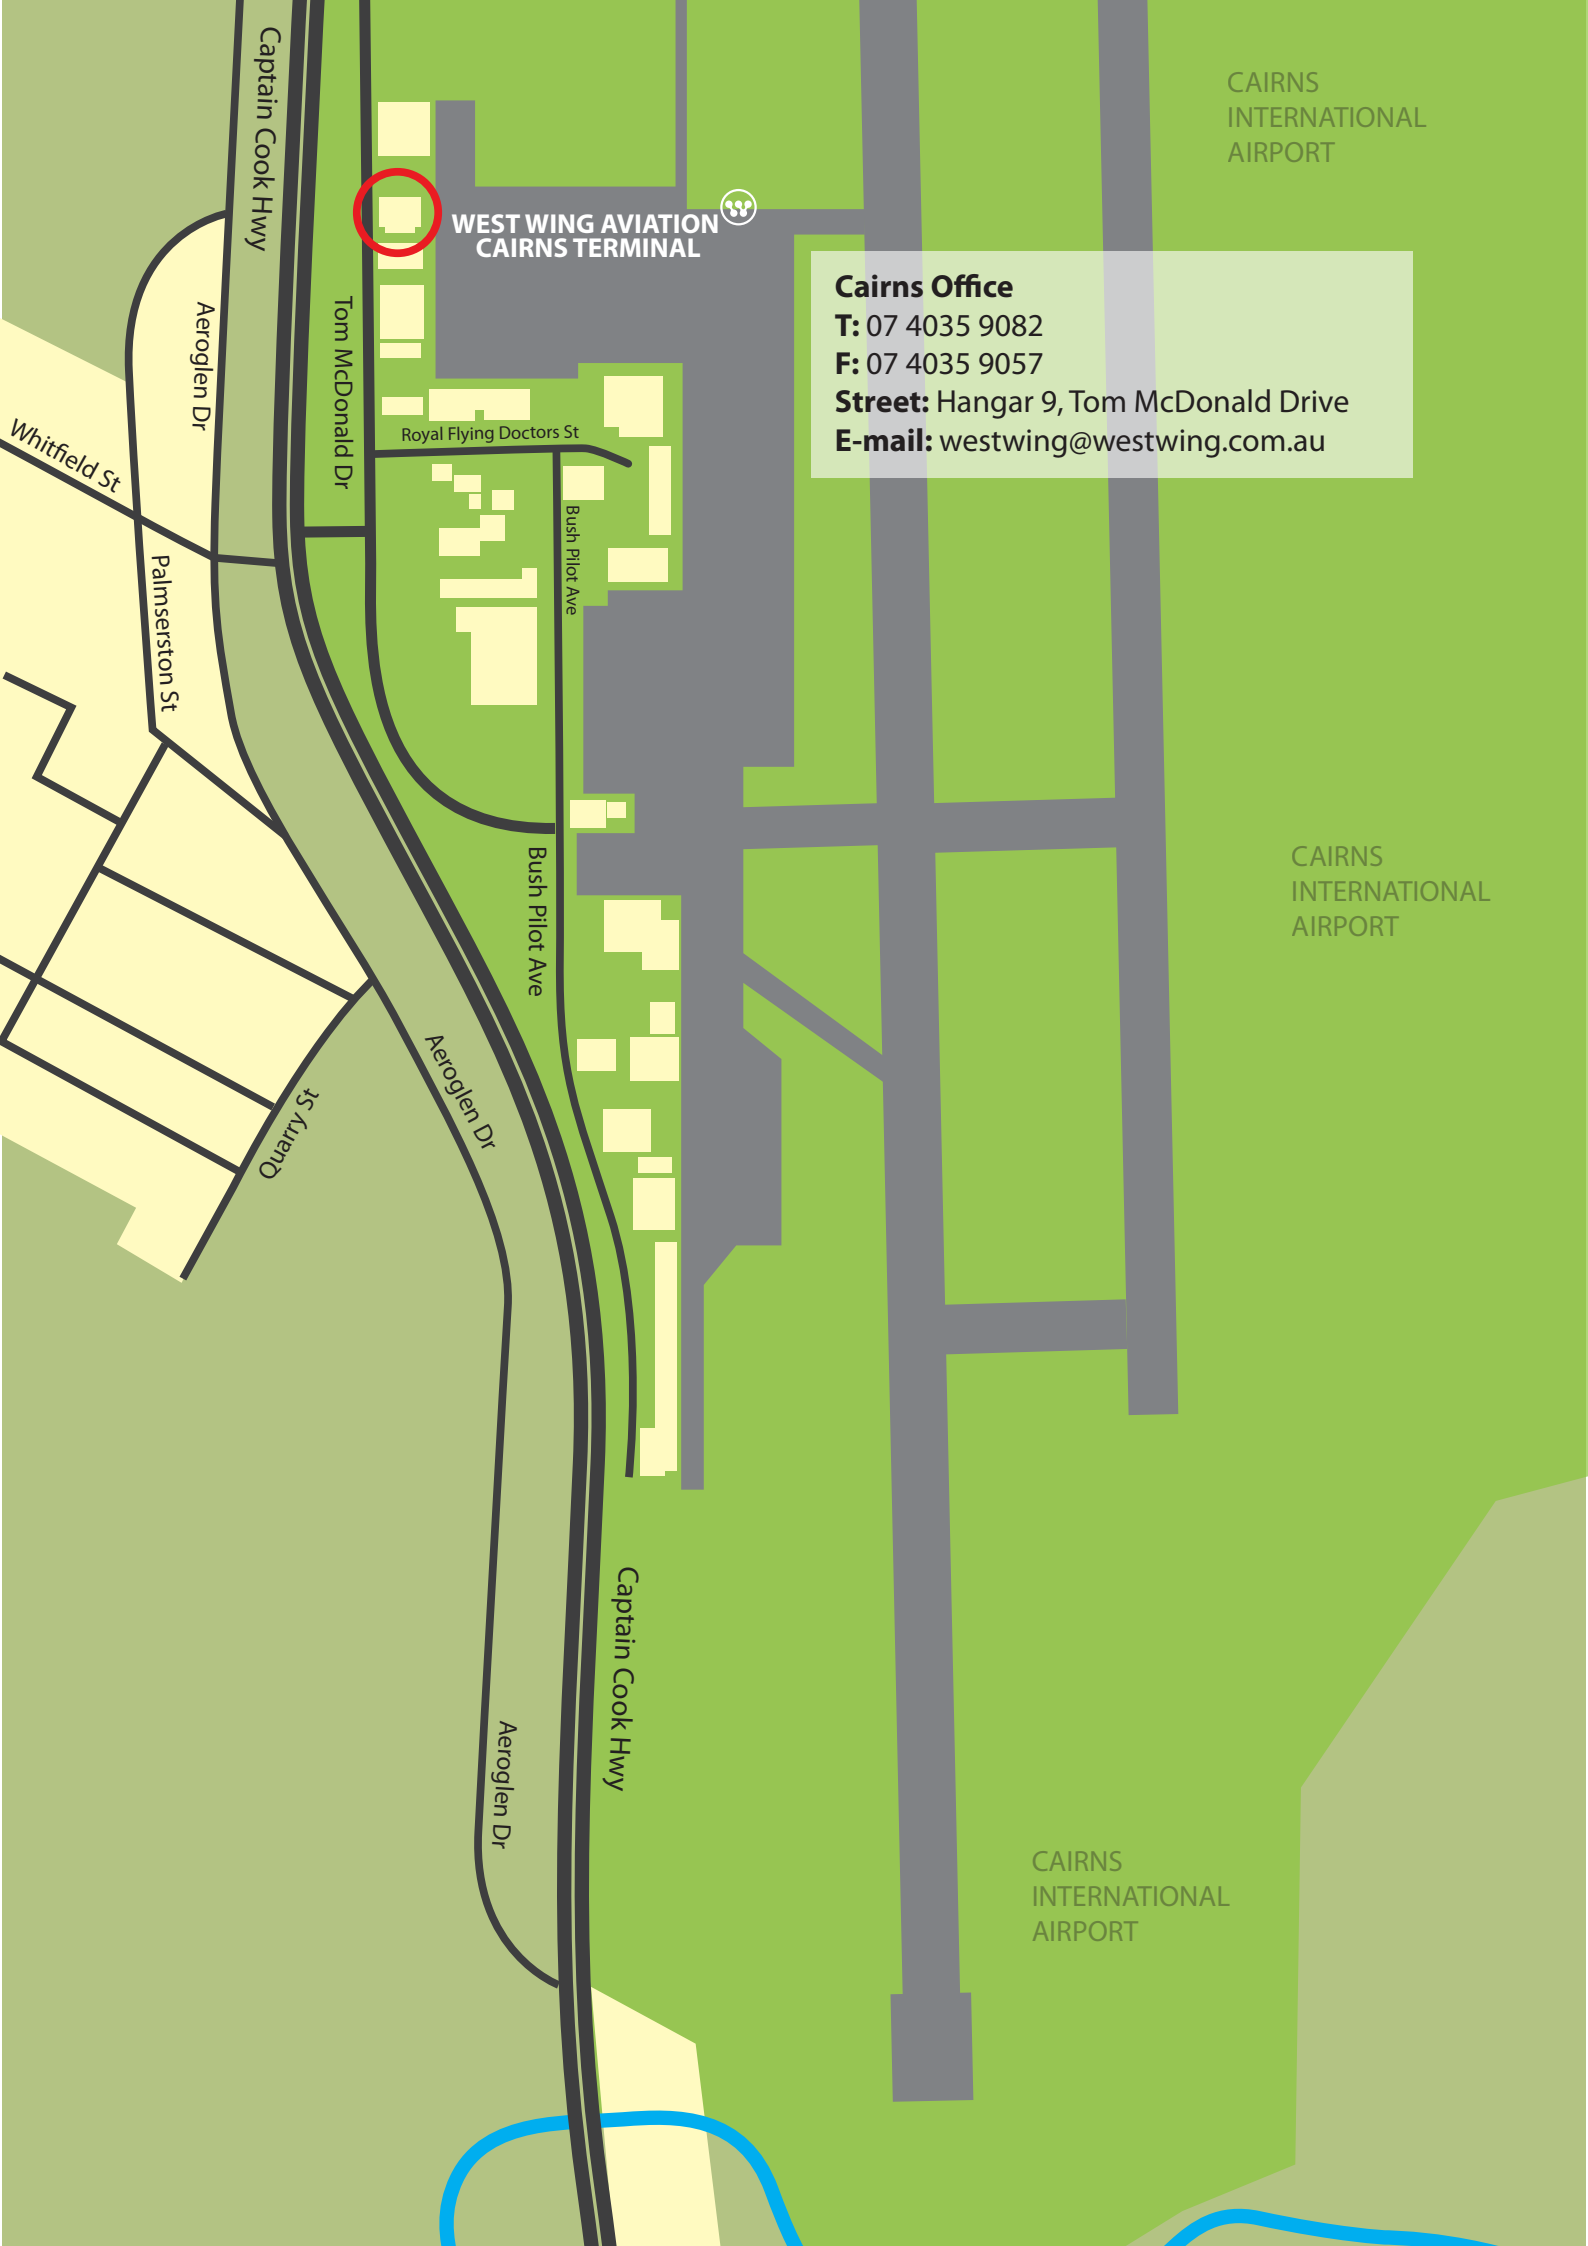 Captain Cook Hwy
CAIRNS
INTERNATIONAL
AIRPORT
WEST WING AVIATION
CAIRNS TERMINAL
Cairns Office
T: 07 4035 9082
F: 07 4035 9057
Street: Hangar 9, Tom McDonald Drive
E-mail: westwing@westwing.com.au
Aeroglen Dr
Tom McDonald Dr
Whitfield St
Royal Flying Doctors St
Bush Pilot Ave
Palmserston St
CAIRNS
INTERNATIONAL
AIRPORT
Bush Pilot Ave
Aeroglen Dr
Quarry St
Captain Cook Hwy
Aeroglen Dr
CAIRNS
INTERNATIONAL
AIRPORT